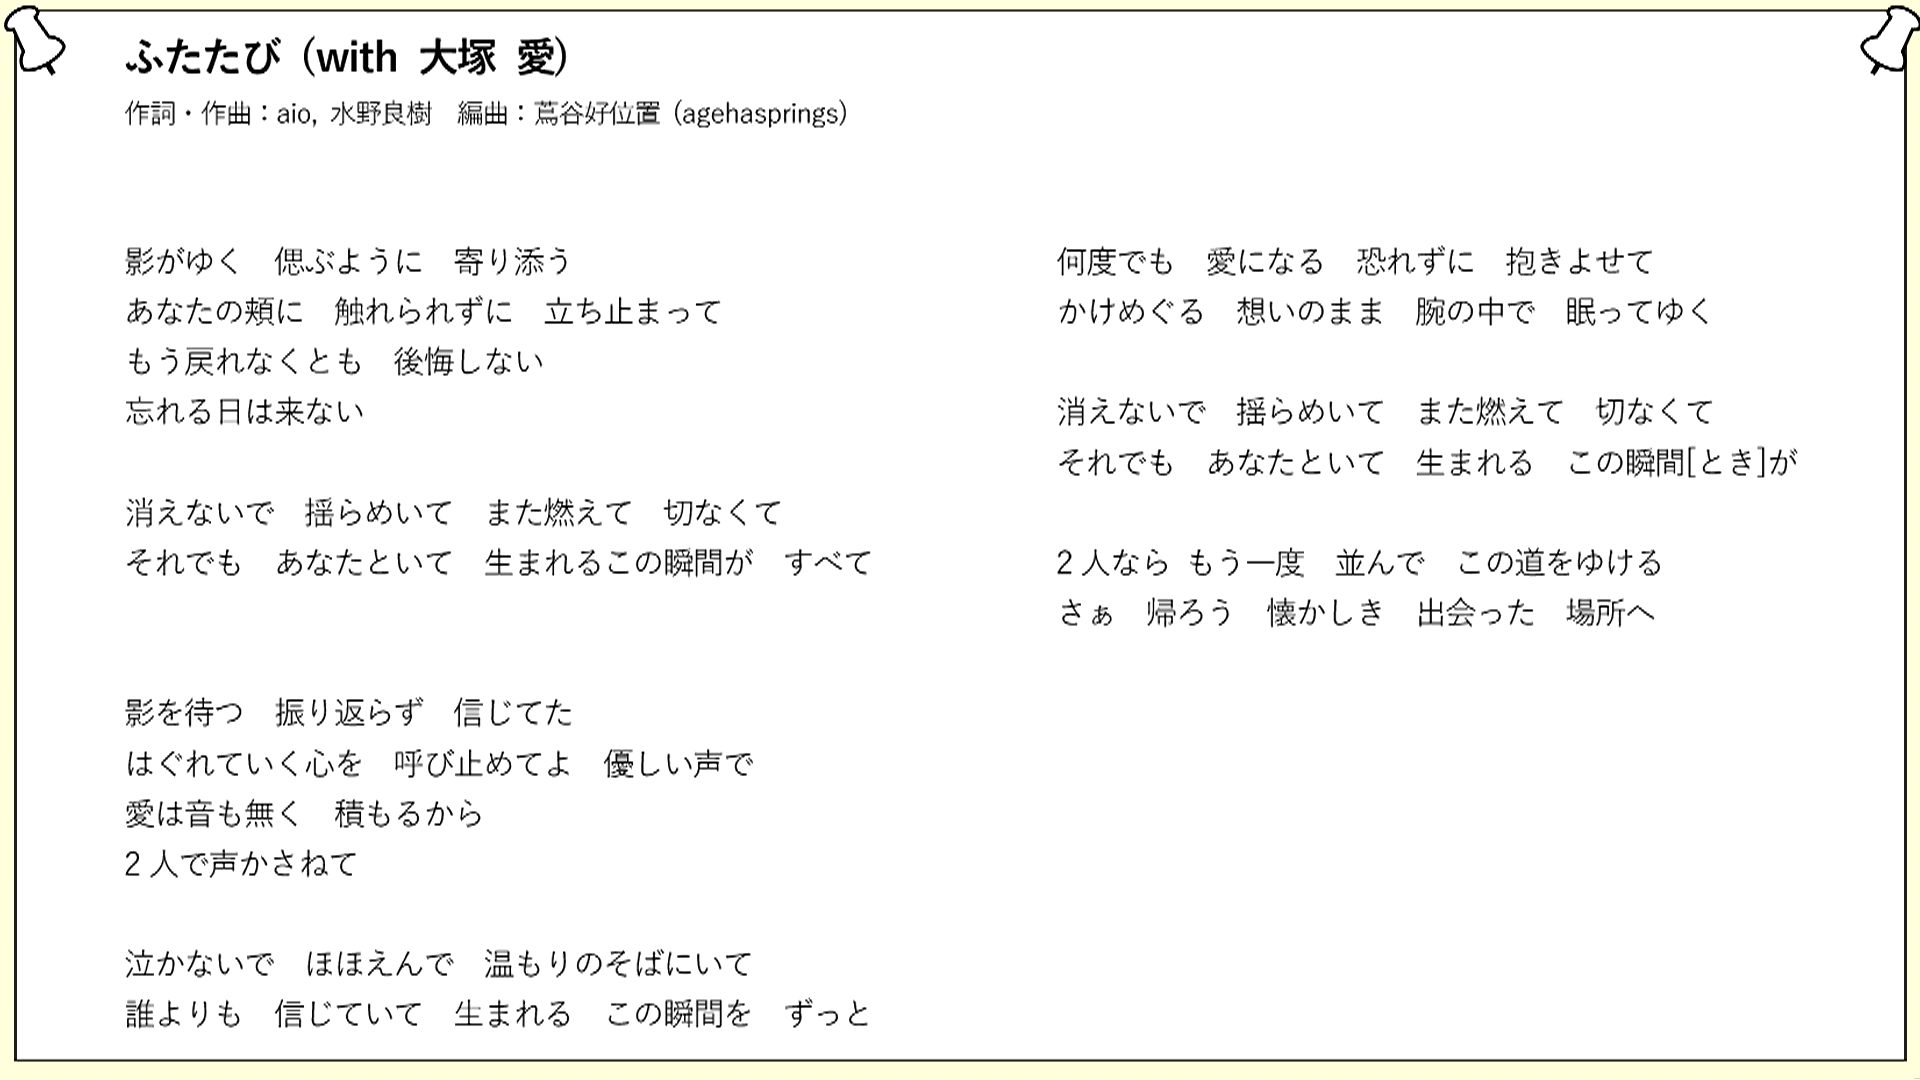 ふたたび (with 大塚 愛)
作詞・作曲：aio, 水野良樹　編曲：蔦谷好位置 (agehasprings)
影がゆく　偲ぶように　寄り添う
あなたの頬に　触れられずに　立ち止まって
もう戻れなくとも　後悔しない
忘れる日は来ない
消えないで　揺らめいて　また燃えて　切なくて
それでも　あなたといて　生まれるこの瞬間が　すべて
影を待つ　振り返らず　信じてた
はぐれていく心を　呼び止めてよ　優しい声で
愛は音も無く　積もるから
2人で声かさねて
泣かないで　ほほえんで　温もりのそばにいて
誰よりも　信じていて　生まれる　この瞬間を　ずっと
何度でも　愛になる　恐れずに　抱きよせて
かけめぐる　想いのまま　腕の中で　眠ってゆく
消えないで　揺らめいて　また燃えて　切なくて
それでも　あなたといて　生まれる　この瞬間[とき]が
2人なら もう一度　並んで　この道をゆける
さぁ　帰ろう　懐かしき　出会った　場所へ